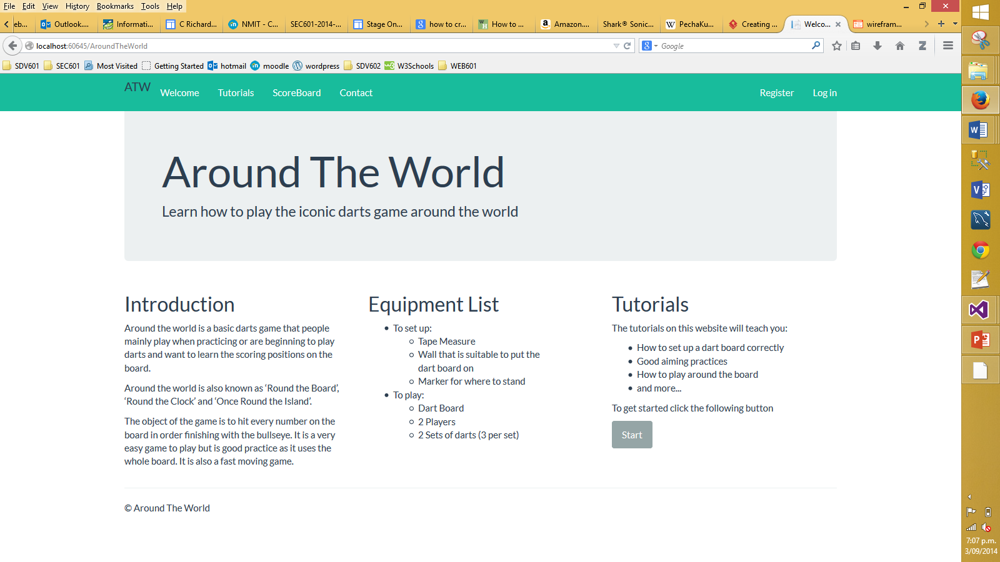 File Edit View History Bookmarks Tools Help
eb... Outlook.... Informati... C Richard... NMIT - C... SEC601-2014-... Stage On... how to cr... How to ... Amazon.... Shark® Sonic... PechaKu... Creating ... Welco... wirefram...
localhost:60645/AroundTheWorld
Google
SDV601 SEC601 Most Visited Getting Started hotmail moodle wordpress SDV602 W3Schools WEB601
ATW Welcome Tutorials ScoreBoard Contact Register Log in
Around The World
Learn how to play the iconic darts game around the world
Introduction
Around the world is a basic darts game that people
mainly play when practicing or are beginning to play
darts and want to learn the scoring positions on the
board.
Around the world is also known as ‘Round the Board’,
‘Round the Clock’ and ‘Once Round the Island’.
The object of the game is to hit every number on the
board in order finishing with the bullseye. It is a very
easy game to play but is good practice as it uses the
whole board. It is also a fast moving game.
Equipment List
To set up:
Tape Measure
Wall that is suitable to put the
dart board on
Marker for where to stand
To play:
Dart Board
2 Players
2 Sets of darts (3 per set)
Tutorials
The tutorials on this website will teach you:
How to set up a dart board correctly
Good aiming practices
How to play around the board
and more...
To get started click the following button
Start
© Around The World
7:07 p.m.
3/09/2014